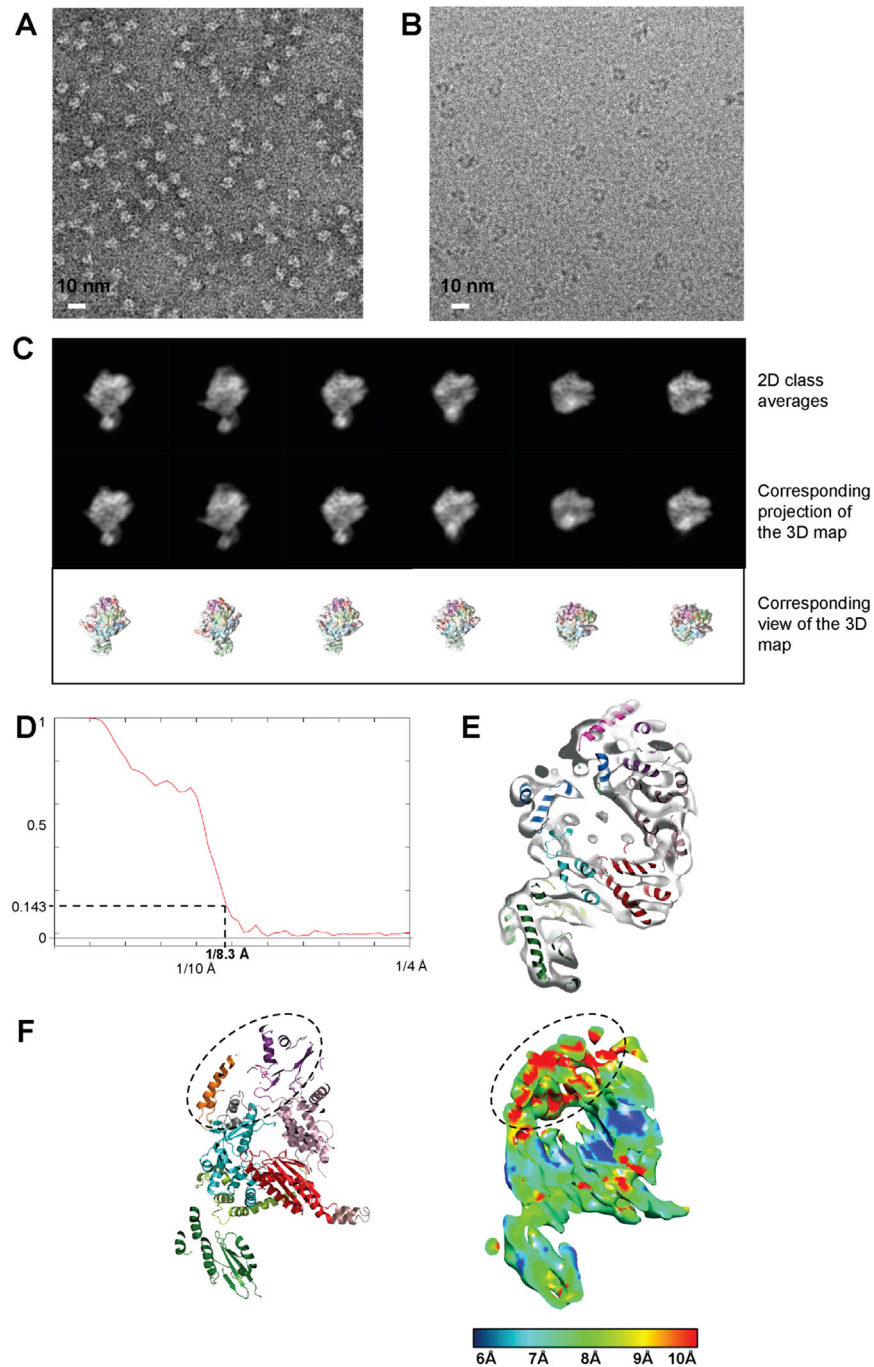 A
B
10 nm
10 nm
C
2D class
averages
Corresponding
projection of
the 3D map
Corresponding
view of the 3D
map
D
1
0.5
0.143
0
1/8.3 Å
1/10 Å
1/4 Å
E
F
6Å 7Å 8Å 9Å 10Å